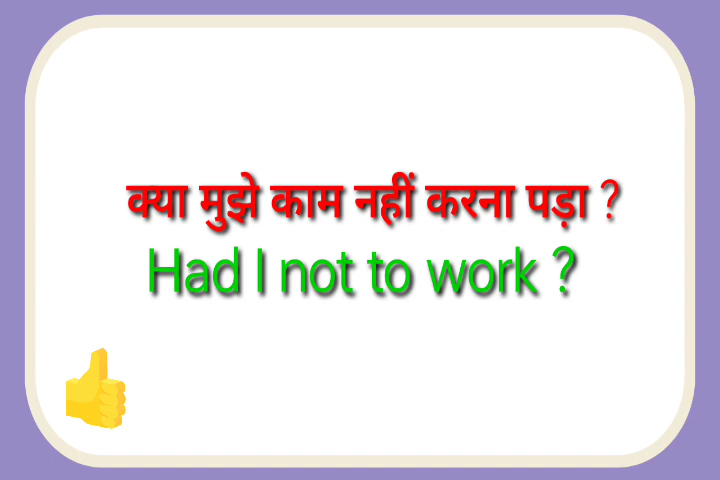 क्या मुझे काम नहीं करना पड़ा ?
Had I not to work ?